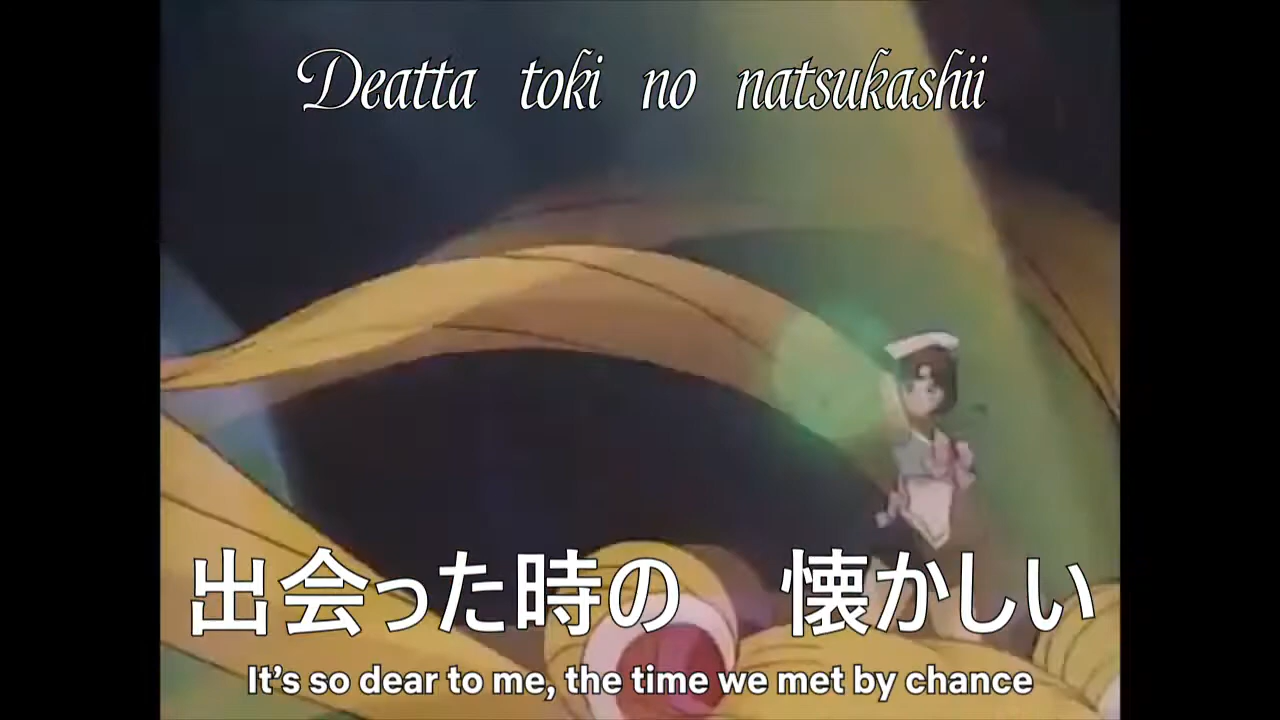 Deatta toki no natsukashii
出会った時の 懐かしい
It's so dear to me, the time we met by chance